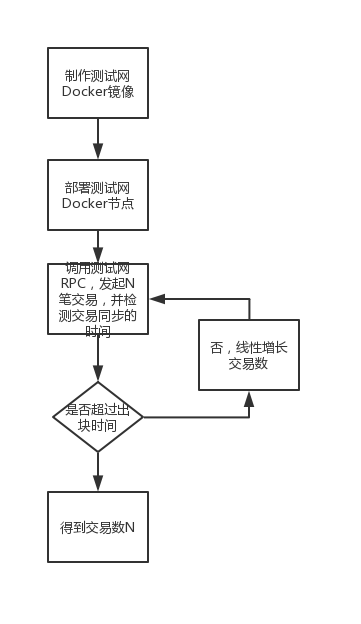 制作测试网
Docker镜像
部署测试网
Docker节点
调用测试网
RPC，发起N
笔交易，并检
测交易同步的
时间
否，线性增长
交易数
是否超过出
块时间
得到交易数N